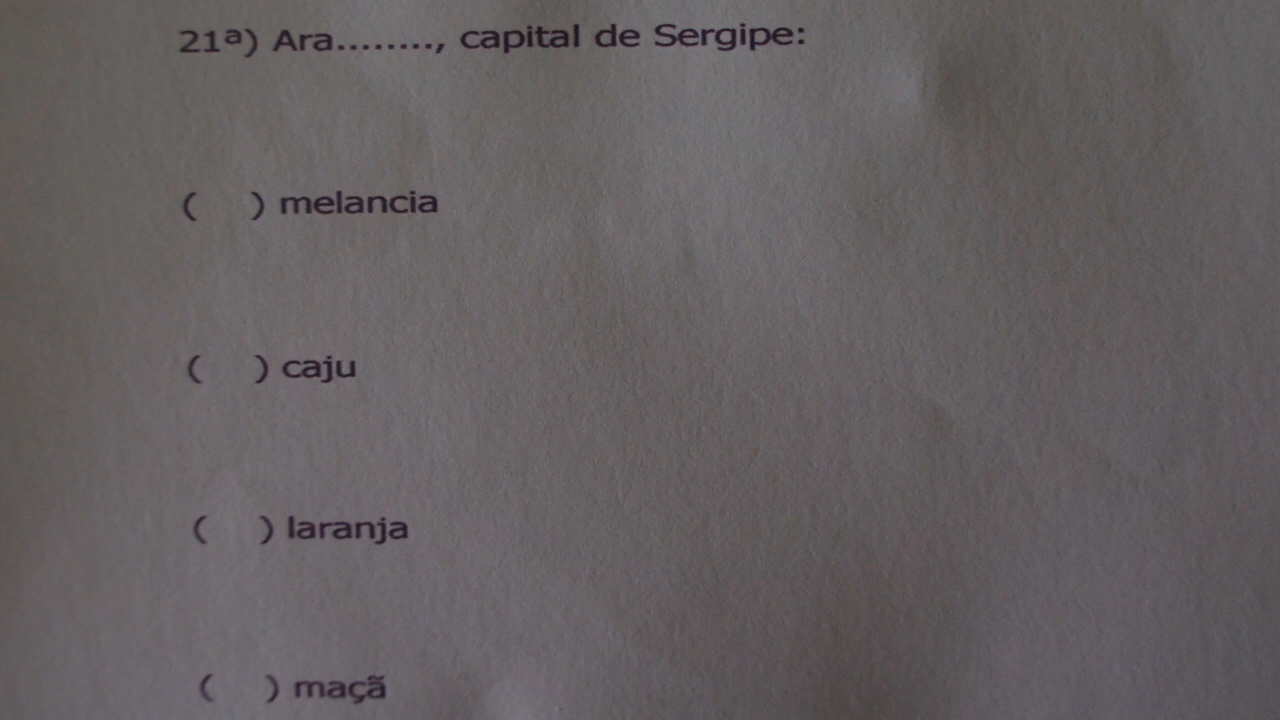 21ª) Ara........, capital de Sergipe:
(   ) melancia
(   ) caju
(   ) laranja
(   ) maçã